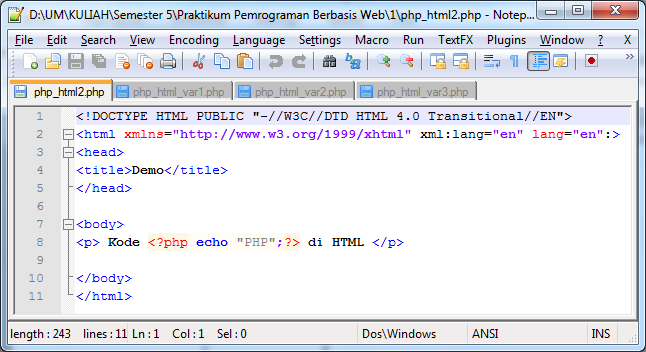 D:\UM\KULIAH\Semester 5\Praktikum Pemrograman Berbasis Web\1\php_html2.php - Notep...
File Edit Search View Encoding Language Settings Macro Run TextFX Plugins Window ? X
php_html2.php php_html_var1.php php_html_var2.php php_html_var3.php
1 <!DOCTYPE HTML PUBLIC "-//W3C//DTD HTML 4.0 Transitional//EN">
2 <html xmlns="http://www.w3.org/1999/xhtml" xml:lang="en" lang="en":>
3 <head>
4 <title>Demo</title>
5 </head>
6
7 <body>
8 <p> Kode <?php echo "PHP";?> di HTML </p>
9
10 </body>
11 </html>
length : 243 lines : 11 Ln : 1 Col : 1 Sel : 0 Dos\Windows ANSI INS